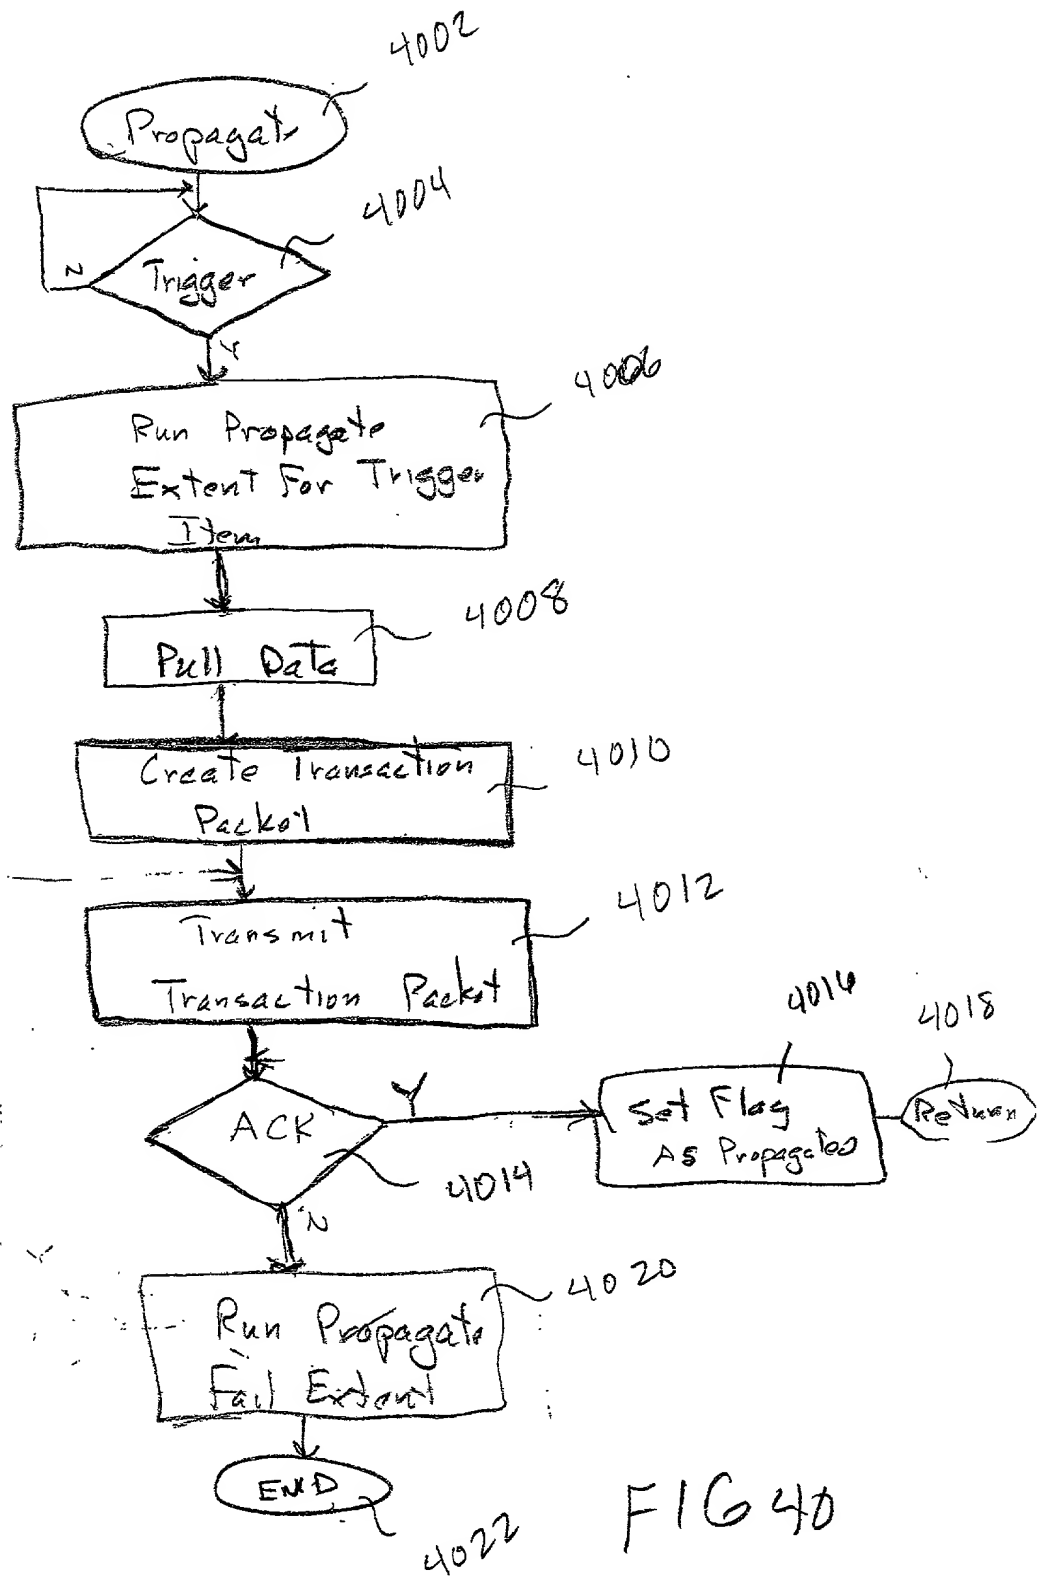 4002
Propagate
4004
Trigger
N
Y
4006
Run Propagate
Extent For Trigger
Item
4008
Pull Data
4010
Create Transaction
Packet
4012
Transmit
Transaction Packet
4016
4018
ACK
Y
Set Flag
As Propagated
Return
4014
N
4020
Run Propagate
Fail Extent
END
4022
FIG 40